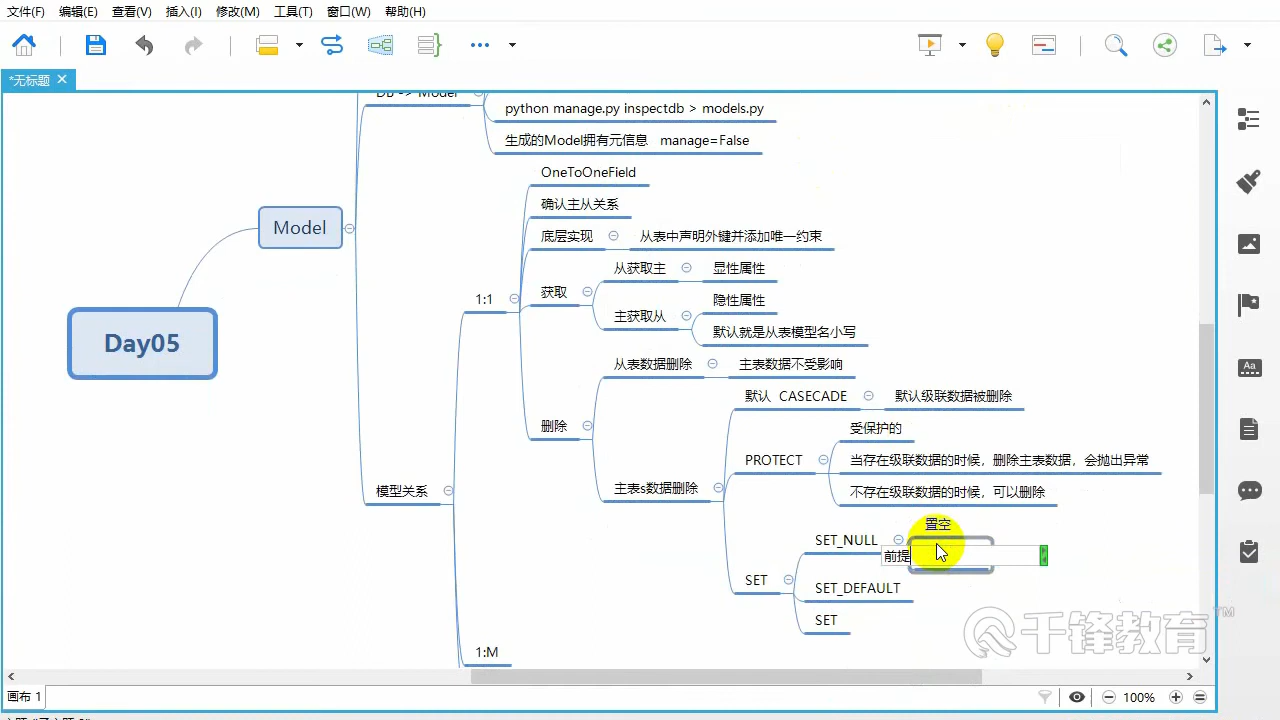 文件(F) 编辑(E) 查看(V) 插入(I) 修改(M) 工具(T) 窗口(W) 帮助(H)
*无标题
DB -> Model
python manage.py inspectdb > models.py
生成的Model拥有元信息 manage=False
OneToOneField
确认主从关系
底层实现 从表中声明外键并添加唯一约束
Model
从获取主 显性属性
获取
1:1
隐性属性
主获取从
默认就是从表模型名小写
Day05
从表数据删除 主表数据不受影响
默认 CASECADE 默认级联数据被删除
删除
受保护的
PROTECT 当存在级联数据的时候，删除主表数据，会抛出异常
模型关系
主表s数据删除
不存在级联数据的时候，可以删除
置空
SET_NULL
前提
SET
SET_DEFAULT
SET
千锋教育™
1:M
画布 1
100%